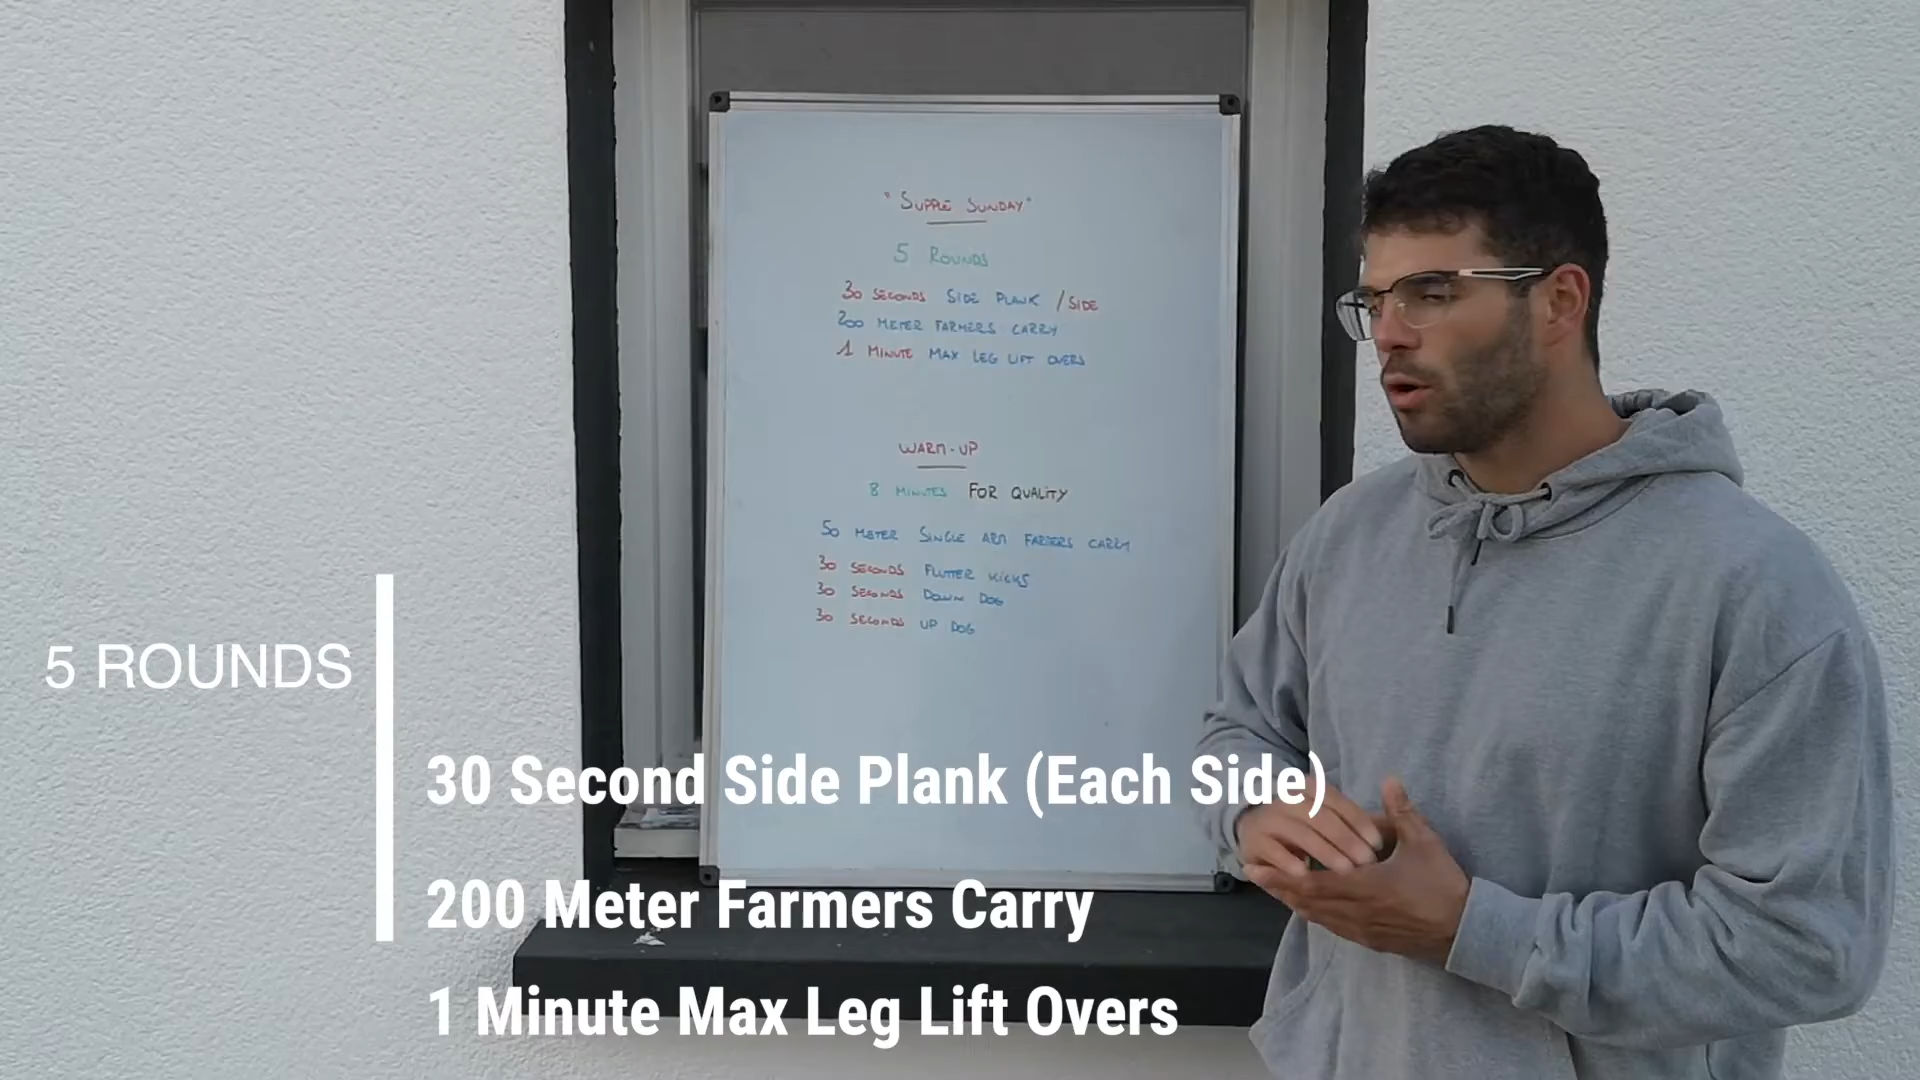 "SUPPLE SUNDAY"
5 ROUNDS
30 SECONDS SIDE PLANK /SIDE
200 METER FARMERS CARRY
1 MINUTE MAX LEG LIFT OVERS
WARM-UP
8 MINUTES FOR QUALITY
50 METER SINGLE ARM FARMERS CARRY
30 SECONDS FLUTTER KICKS
30 SECONDS DOWN DOG
30 SECONDS UP DOG
5 ROUNDS
30 Second Side Plank (Each Side)
200 Meter Farmers Carry
1 Minute Max Leg Lift Overs